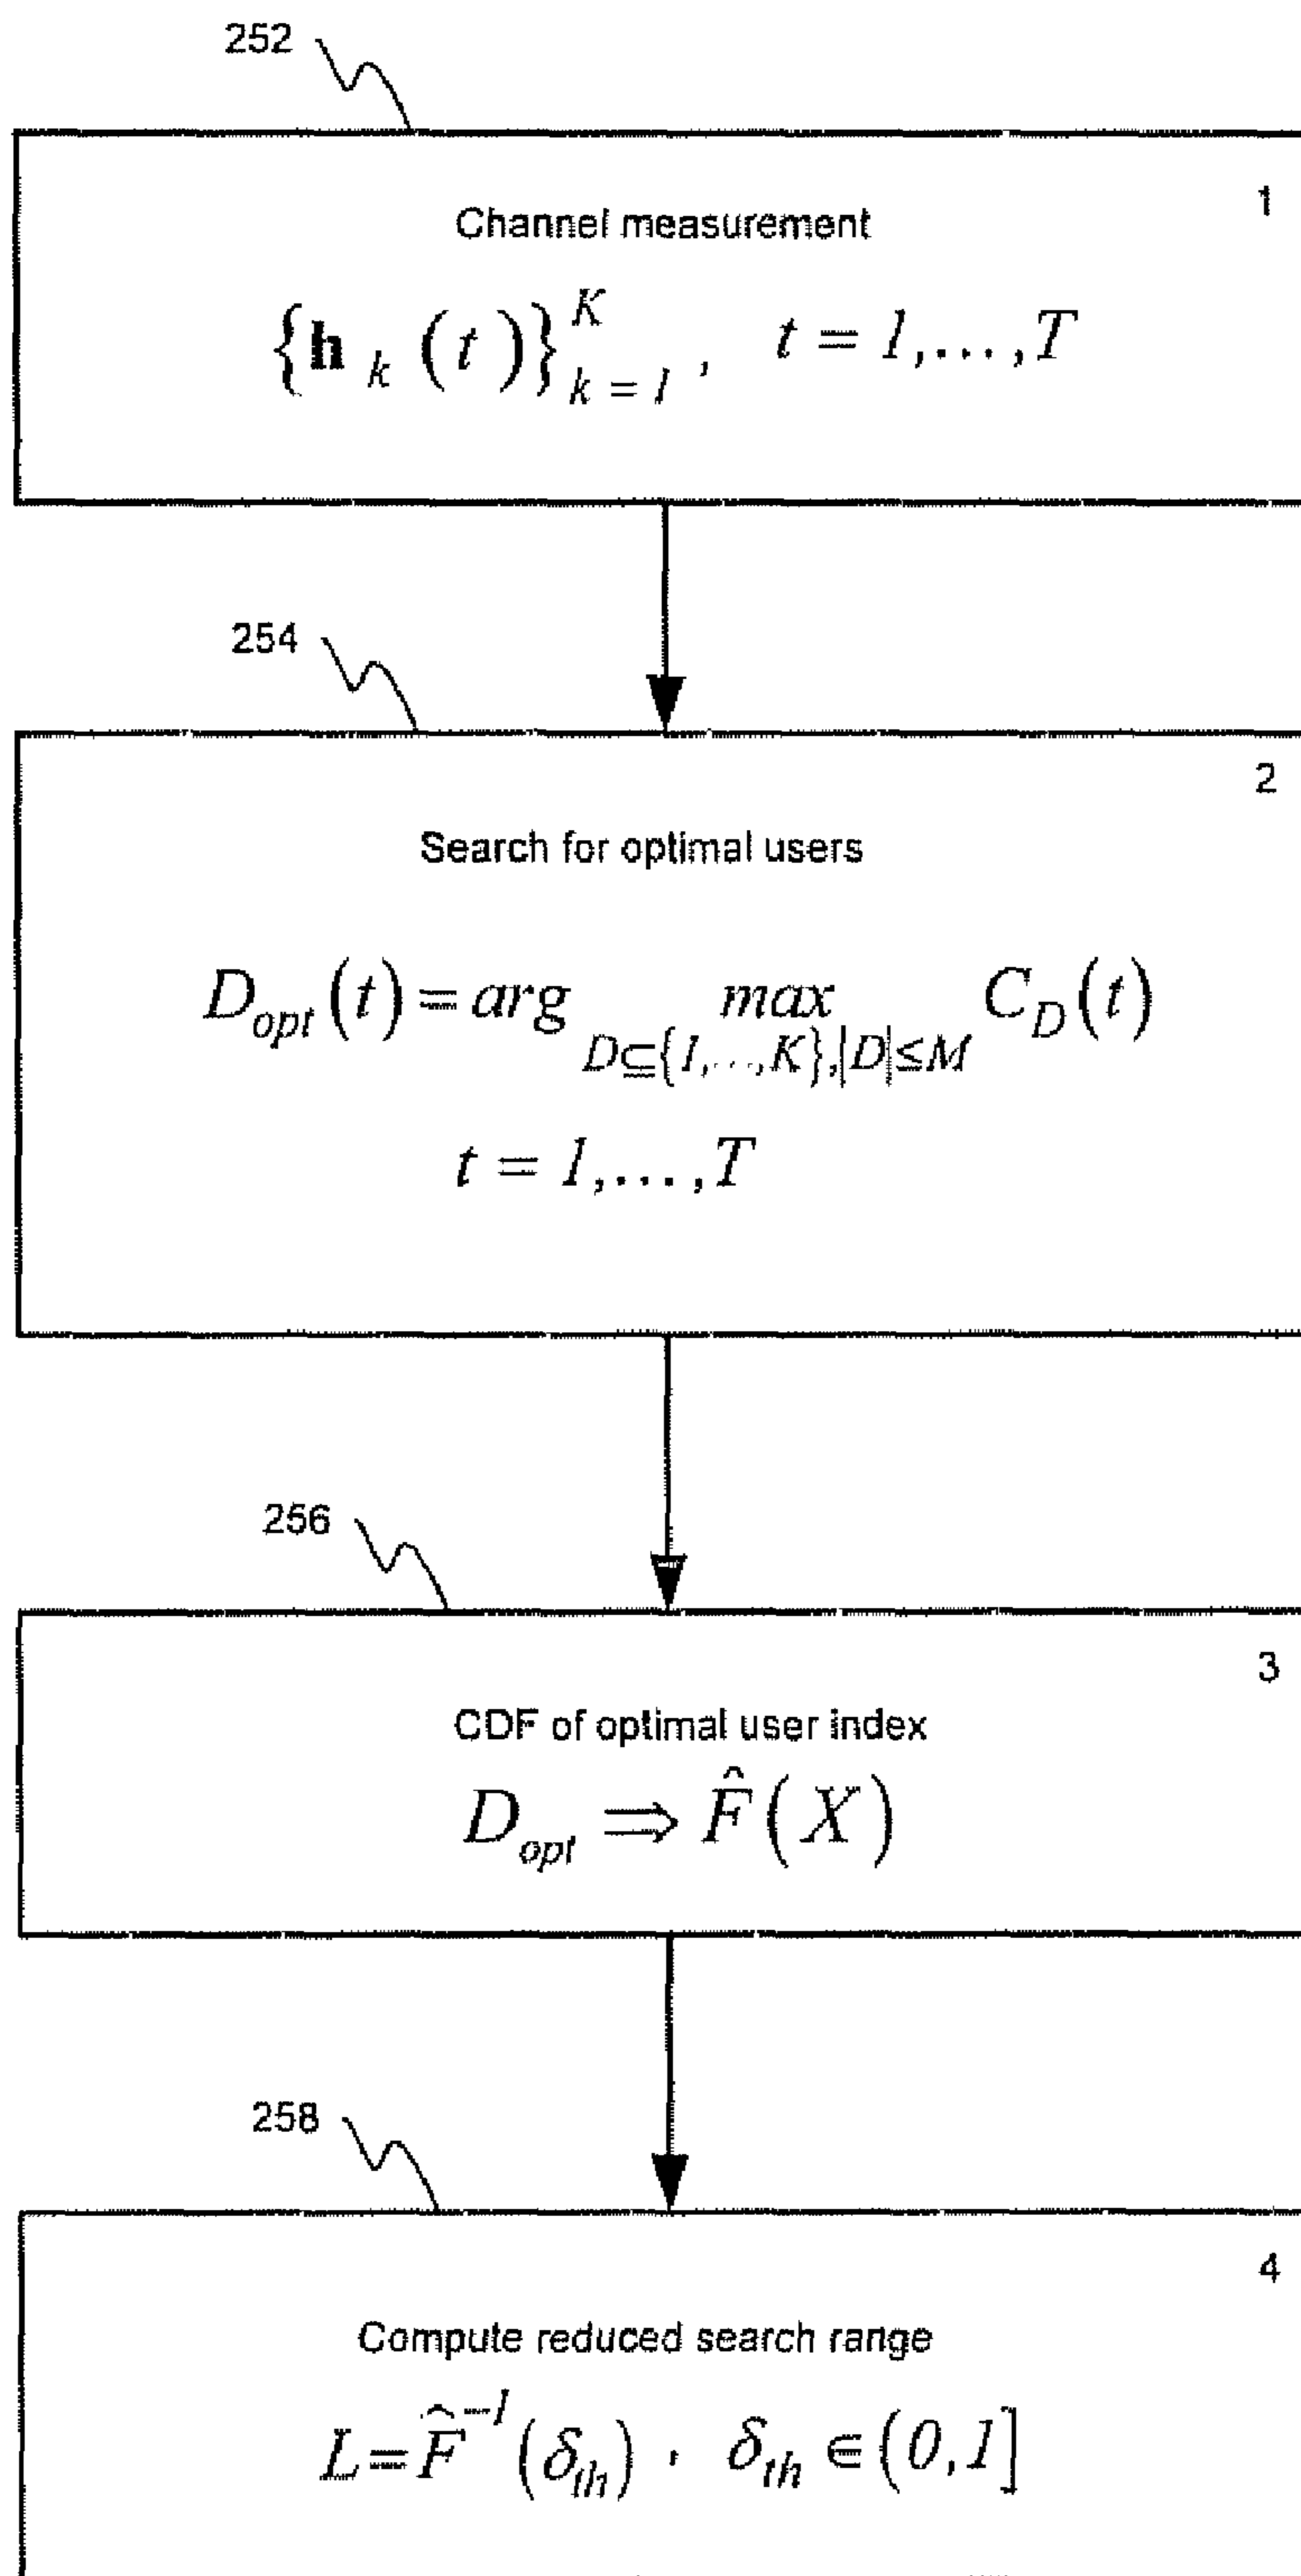 252
1
Channel measurement
{h_k(t)}_{k=1}^K, t = 1,...,T
254
2
Search for optimal users
D_opt(t) = arg max_{D⊆{1,...,K},|D|≤M} C_D(t)
t = 1,...,T
256
3
CDF of optimal user index
D_opt ⇒ F̂(X)
258
4
Compute reduced search range
L = F̂^{-1}(δ_th), δ_th ∈ (0,1]